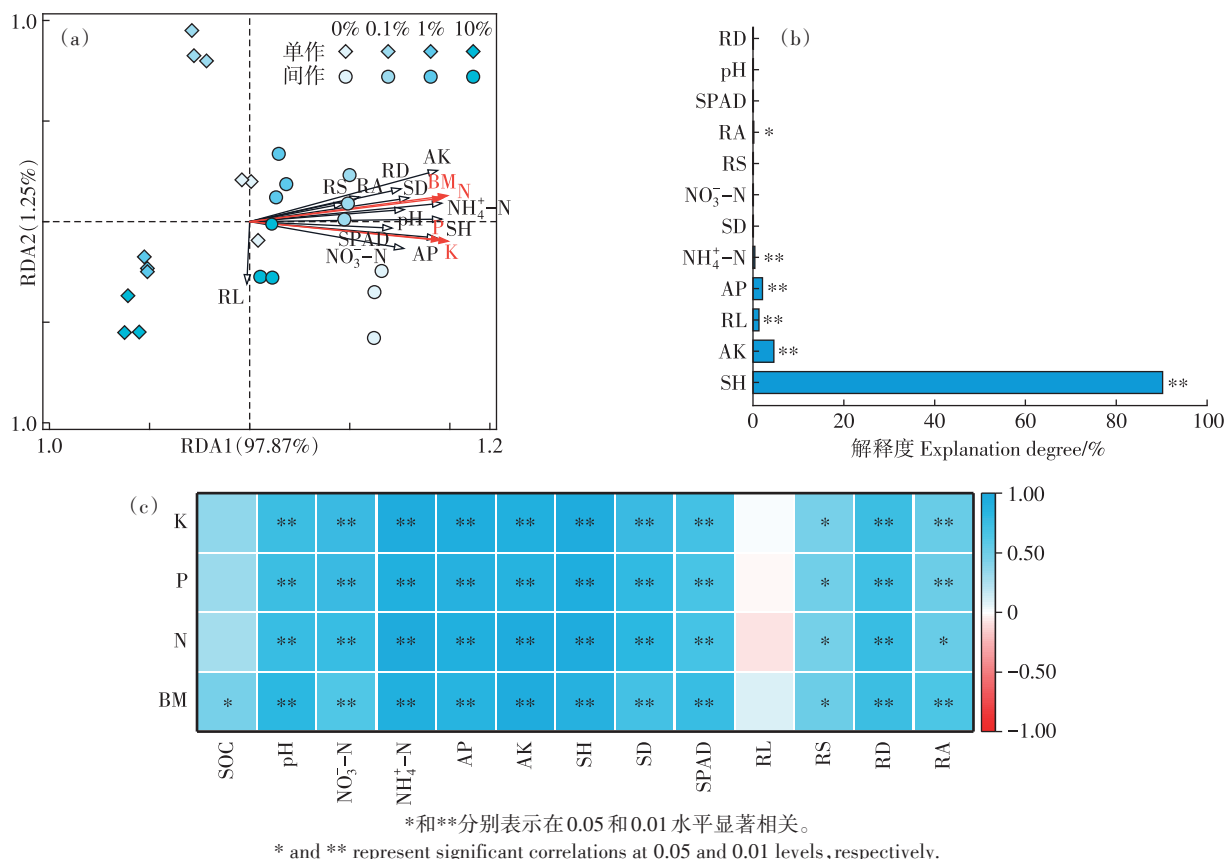 (a)
0% 0.1% 1% 10%
单作
间作
1.0
RDA2(1.25%)
1.0
1.0
RDA1(97.87%)
1.2
AK
RD
BM
N
RS
RA
SD
NH₄⁺-N
pH
P
SH
SPAD
NO₃⁻-N
AP
K
RL
(b)
RD
pH
SPAD
RA *
RS
NO₃⁻-N
SD
NH₄⁺-N **
AP **
RL **
AK **
SH **
0 20 40 60 80 100
解释度 Explanation degree/%
(c)
K ** ** ** ** ** ** ** ** * ** **
P ** ** ** ** ** ** ** ** * ** **
N ** ** ** ** ** ** ** ** * ** *
BM * ** ** ** ** ** ** ** ** * ** **
SOC pH NO₃⁻-N NH₄⁺-N AP AK SH SD SPAD RL RS RD RA
1.00
0.50
0
-0.50
-1.00
*和**分别表示在0.05和0.01水平显著相关。
* and ** represent significant correlations at 0.05 and 0.01 levels,respectively.